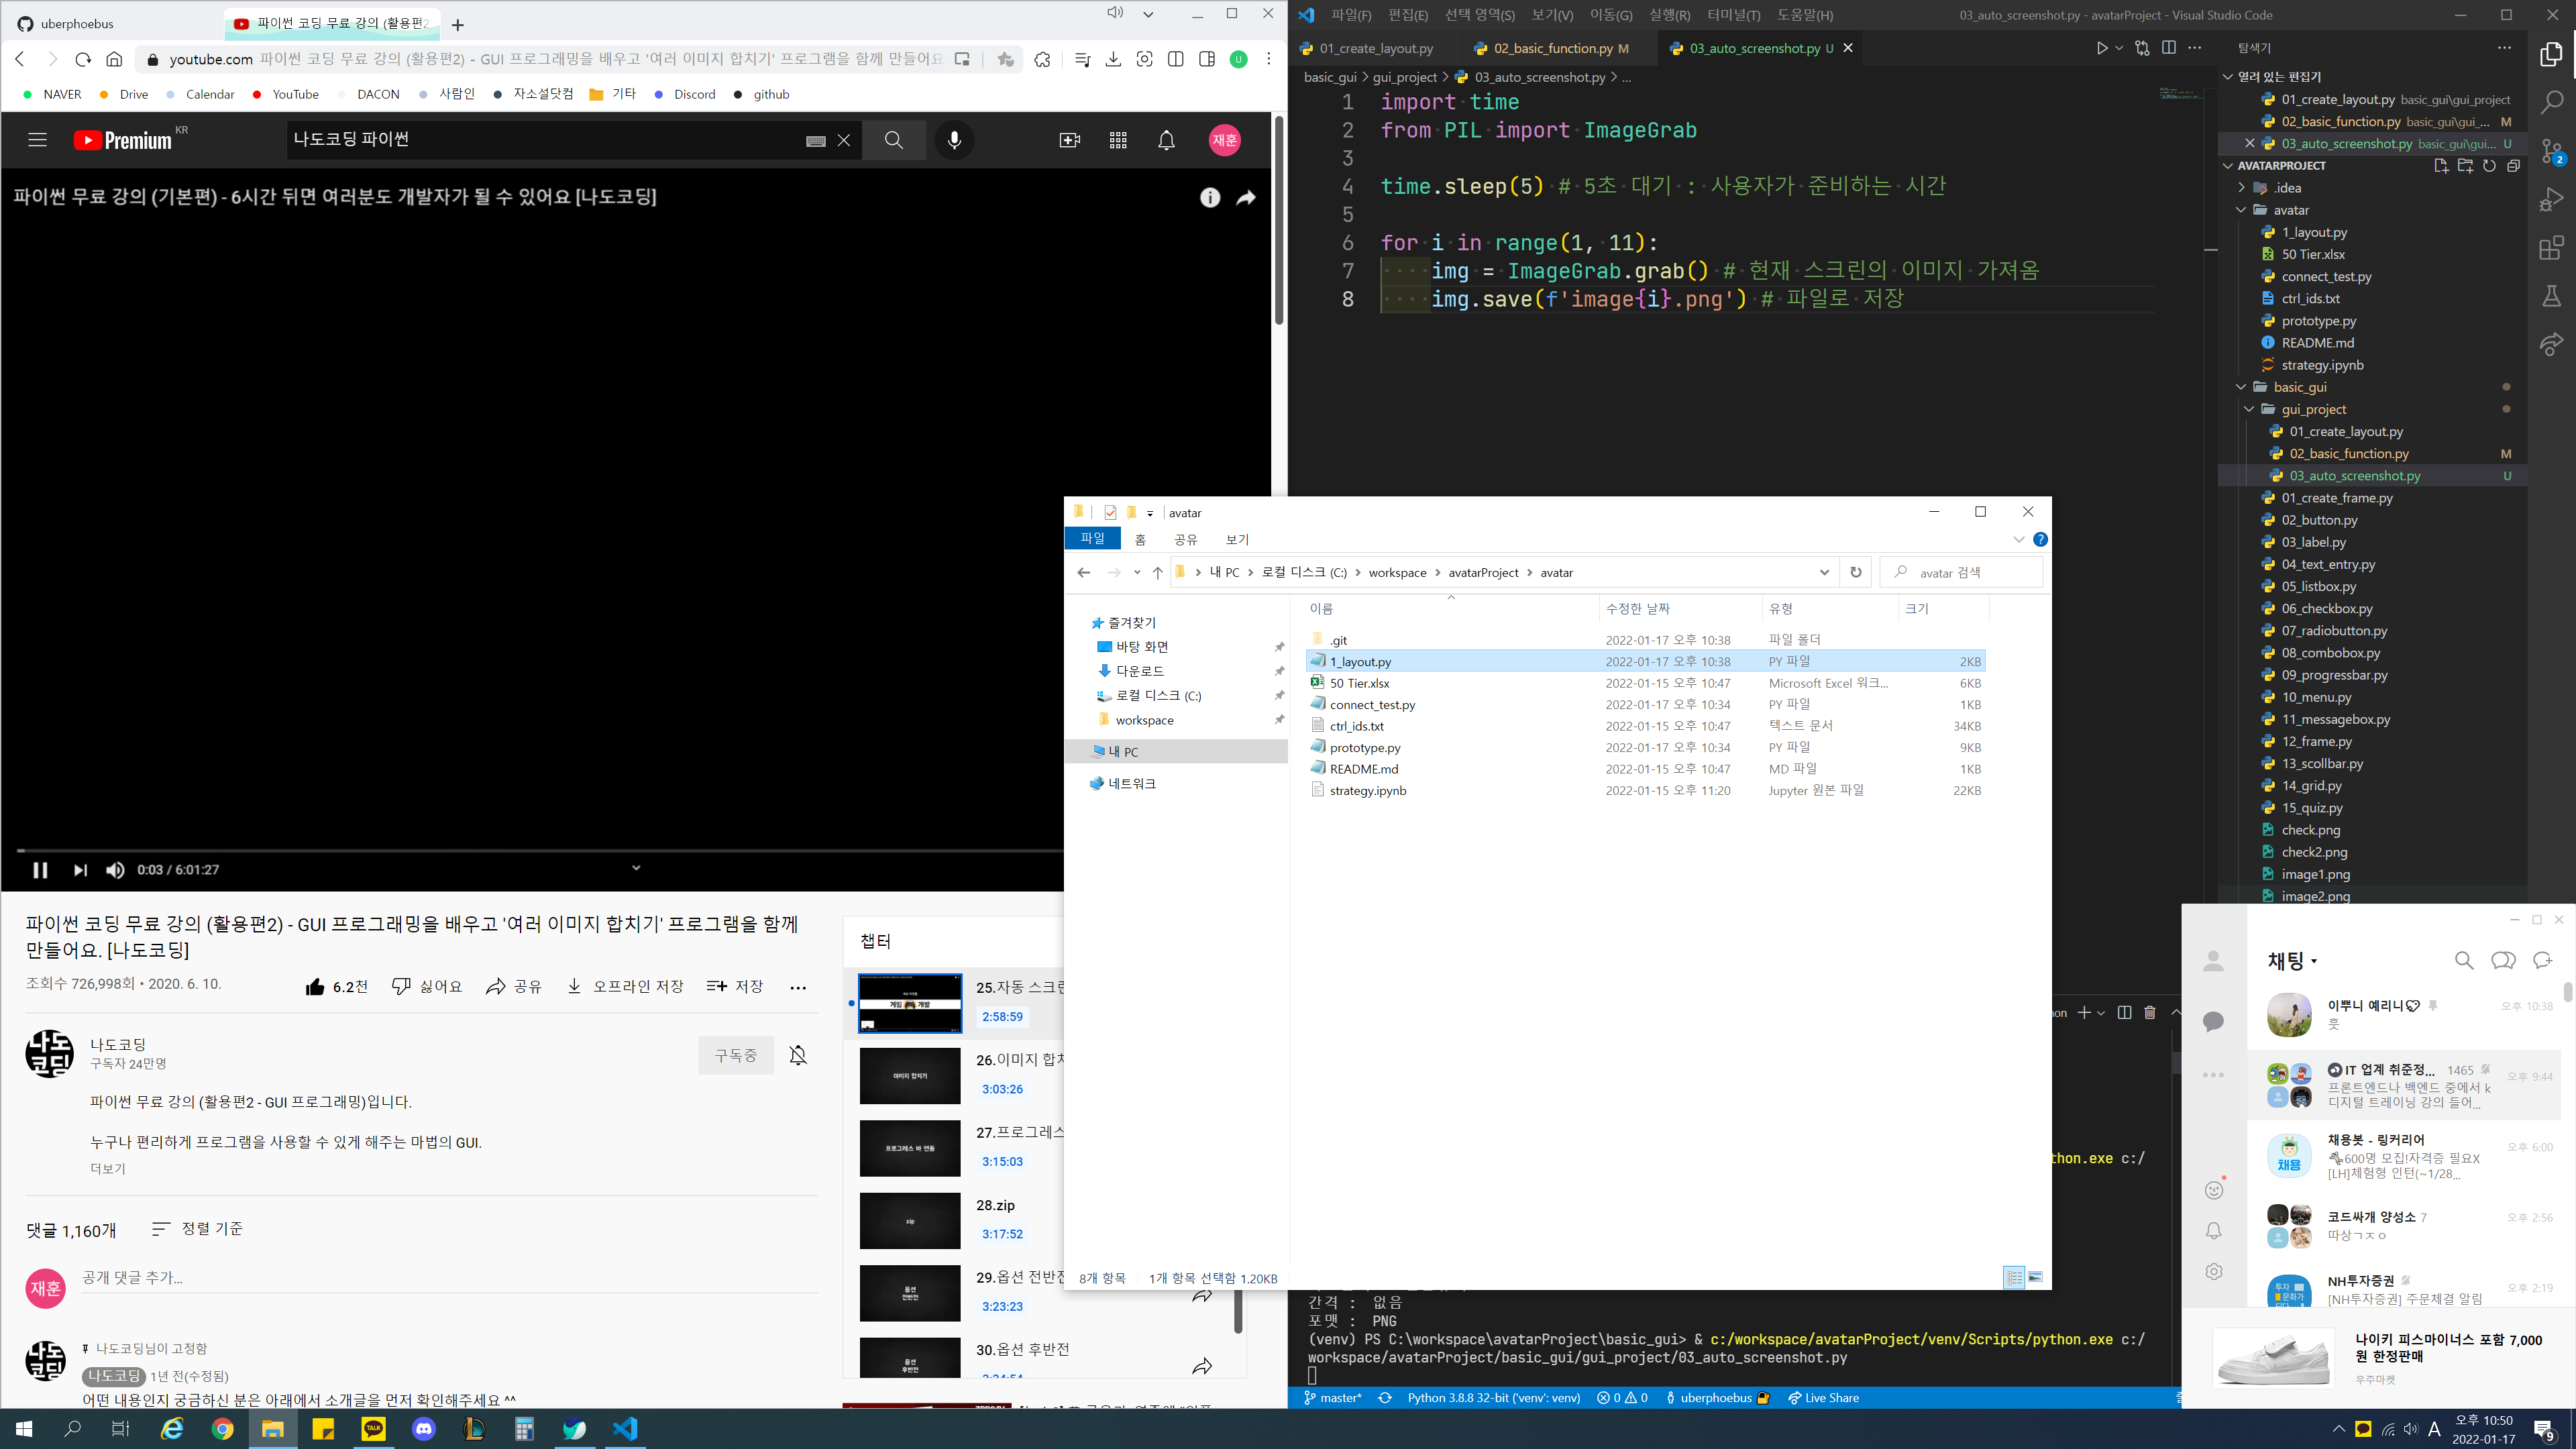 uberphoebus
파이썬 코딩 무료 강의 (활용편2
youtube.com 파이썬 코딩 무료 강의 (활용편2) - GUI 프로그래밍을 배우고 '여러 이미지 합치기' 프로그램을 함께 만들어요
U
NAVER
Drive
Calendar
YouTube
DACON
사람인
자소설닷컴
기타
Discord
github
Premium KR
나도코딩 파이썬
재훈
파이썬 무료 강의 (기본편) - 6시간 뒤면 여러분도 개발자가 될 수 있어요 [나도코딩]
0:03 / 6:01:27
파이썬 코딩 무료 강의 (활용편2) - GUI 프로그래밍을 배우고 '여러 이미지 합치기' 프로그램을 함께
만들어요. [나도코딩]
조회수 726,998회 • 2020. 6. 10.
6.2천
싫어요
공유
오프라인 저장
저장
나도
코딩
나도코딩
구독자 24만명
구독중
파이썬 무료 강의 (활용편2 - GUI 프로그래밍)입니다.
누구나 편리하게 프로그램을 사용할 수 있게 해주는 마법의 GUI.
더보기
댓글 1,160개
정렬 기준
재훈
공개 댓글 추가...
나도
코딩
나도코딩님이 고정함
나도코딩 1년 전(수정됨)
어떤 내용인지 궁금하신 분은 아래에서 소개글을 먼저 확인해주세요 ^^
챕터
게임 개발
25.자동 스크린
2:58:59
이미지 합치기
26.이미지 합치
3:03:26
프로그레스 바 연동
27.프로그레스
3:15:03
zip
28.zip
3:17:52
옵션
전반전
29.옵션 전반전
3:23:23
옵션
후반전
30.옵션 후반전
파일(F) 편집(E) 선택 영역(S) 보기(V) 이동(G) 실행(R) 터미널(T) 도움말(H)
03_auto_screenshot.py - avatarProject - Visual Studio Code
01_create_layout.py
02_basic_function.py M
03_auto_screenshot.py U
basic_gui > gui_project > 03_auto_screenshot.py > ...
1 import time
2 from PIL import ImageGrab
3
4 time.sleep(5) # 5초 대기 : 사용자가 준비하는 시간
5
6 for i in range(1, 11):
7 img = ImageGrab.grab() # 현재 스크린의 이미지 가져옴
8 img.save(f'image{i}.png') # 파일로 저장
탐색기
열려 있는 편집기
01_create_layout.py basic_gui\gui_project
02_basic_function.py basic_gui\gui_... M
03_auto_screenshot.py basic_gui\gui... U
AVATARPROJECT
.idea
avatar
1_layout.py
50 Tier.xlsx
connect_test.py
ctrl_ids.txt
prototype.py
README.md
strategy.ipynb
basic_gui
gui_project
01_create_layout.py
02_basic_function.py M
03_auto_screenshot.py U
01_create_frame.py
02_button.py
03_label.py
04_text_entry.py
05_listbox.py
06_checkbox.py
07_radiobutton.py
08_combobox.py
09_progressbar.py
10_menu.py
11_messagebox.py
12_frame.py
13_scollbar.py
14_grid.py
15_quiz.py
check.png
check2.png
image1.png
image2.png
2
avatar
파일 홈 공유 보기
내 PC > 로컬 디스크 (C:) > workspace > avatarProject > avatar
avatar 검색
즐겨찾기
바탕 화면
다운로드
로컬 디스크 (C:)
workspace
내 PC
네트워크
이름 수정한 날짜 유형 크기
.git 2022-01-17 오후 10:38 파일 폴더
1_layout.py 2022-01-17 오후 10:38 PY 파일 2KB
50 Tier.xlsx 2022-01-15 오후 10:47 Microsoft Excel 워크... 6KB
connect_test.py 2022-01-17 오후 10:34 PY 파일 1KB
ctrl_ids.txt 2022-01-15 오후 10:47 텍스트 문서 34KB
prototype.py 2022-01-17 오후 10:34 PY 파일 9KB
README.md 2022-01-15 오후 10:47 MD 파일 1KB
strategy.ipynb 2022-01-15 오후 11:20 Jupyter 원본 파일 22KB
8개 항목 1개 항목 선택함 1.20KB
thon.exe c:/
간격 : 없음
포맷 : PNG
(venv) PS C:\workspace\avatarProject\basic_gui> & c:/workspace/avatarProject/venv/Scripts/python.exe c:/
workspace/avatarProject/basic_gui/gui_project/03_auto_screenshot.py
master*
Python 3.8.8 32-bit ('venv': venv)
0 0
uberphoebus
Live Share
채팅
이쁘니 예리니 오후 10:38
훗
IT 업계 취준정... 1465 오후 9:44
프론트엔드나 백엔드 중에서 k
디지털 트레이닝 강의 들어...
채용
채용봇 - 링커리어 오후 6:00
600명 모집!자격증 필요X
[LH]체험형 인턴(~1/28...
코드싸개 양성소 7 오후 2:56
따상ㄱㅈㅇ
NH투자증권 오후 2:19
[NH투자증권] 주문체결 알림
나이키 피스마이너스 포함 7,000
원 한정판매
우주마켓
TALK
A
오후 10:50
2022-01-17
9